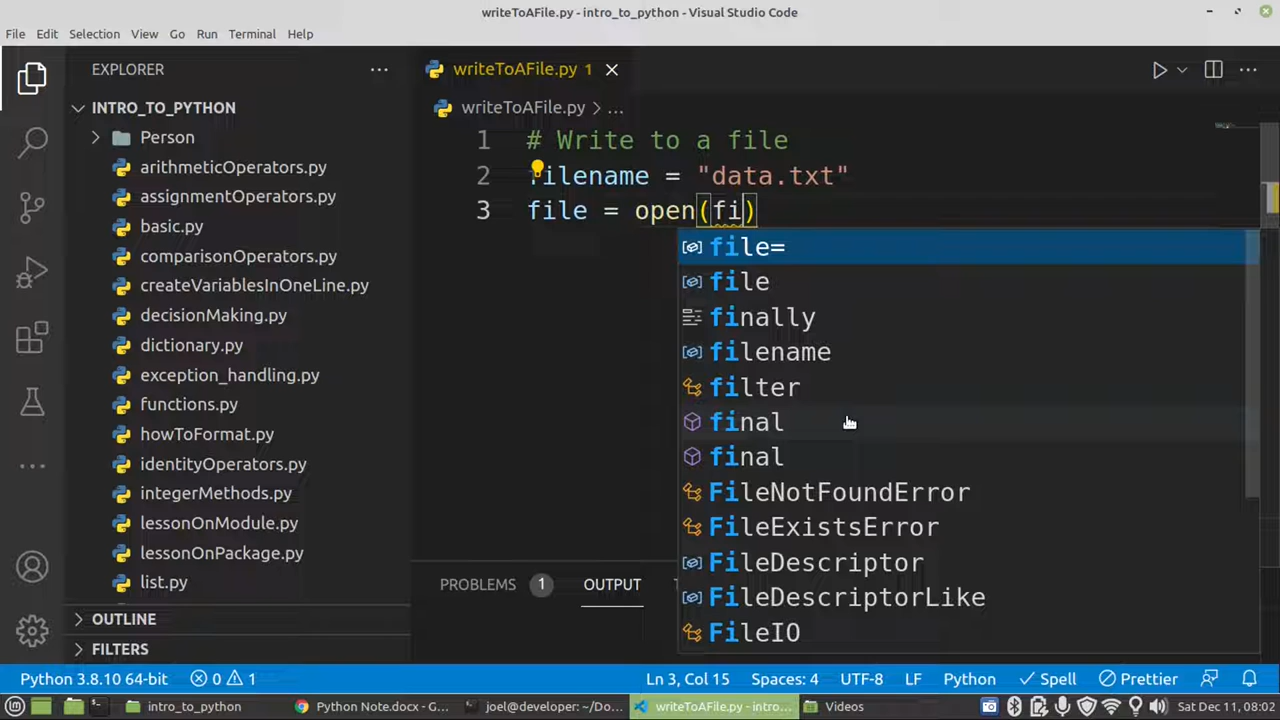 writeToAFile.py - intro_to_python - Visual Studio Code
File Edit Selection View Go Run Terminal Help
EXPLORER
INTRO_TO_PYTHON
Person
arithmeticOperators.py
assignmentOperators.py
basic.py
comparisonOperators.py
createVariablesInOneLine.py
decisionMaking.py
dictionary.py
exception_handling.py
functions.py
howToFormat.py
identityOperators.py
integerMethods.py
lessonOnModule.py
lessonOnPackage.py
list.py
OUTLINE
FILTERS
writeToAFile.py 1
writeToAFile.py > ...
1 # Write to a file
2 filename = "data.txt"
3 file = open(fi)
file=
file
finally
filename
filter
final
final
FileNotFoundError
FileExistsError
FileDescriptor
FileDescriptorLike
FileIO
PROBLEMS 1 OUTPUT
Python 3.8.10 64-bit 0 1 Ln 3, Col 15 Spaces: 4 UTF-8 LF Python Spell Prettier
intro_to_python Python Note.docx - G... joel@developer: ~/Do... writeToAFile.py - intro... Videos Sat Dec 11, 08:02